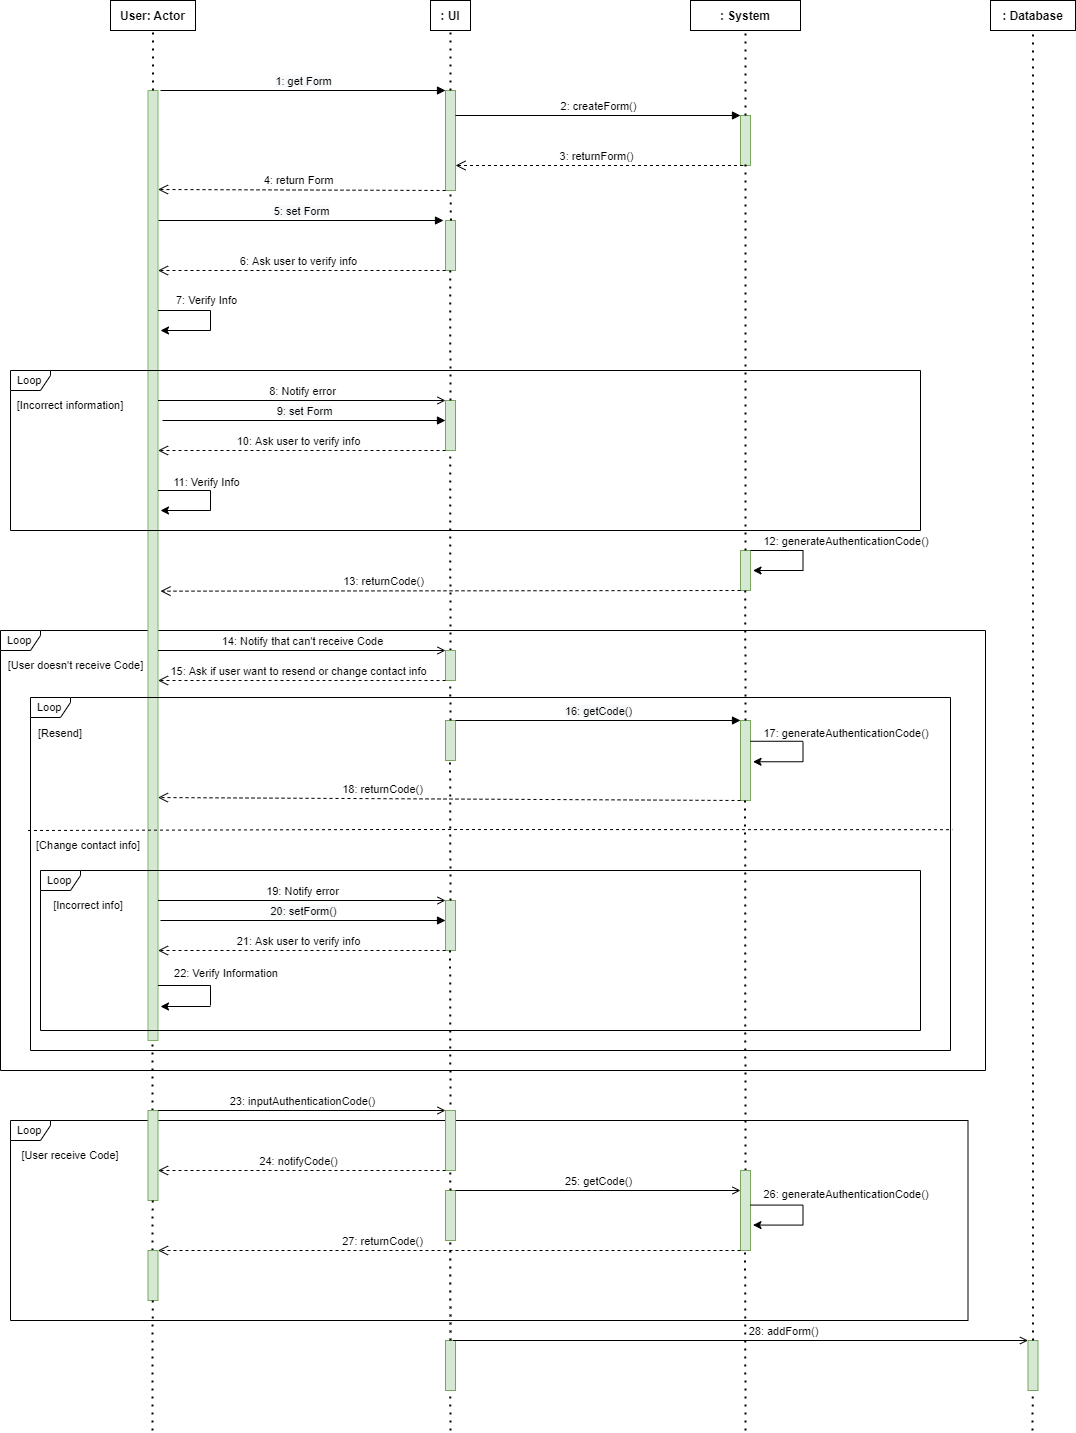 User: Actor
: UI
: System
: Database
1: get Form
2: createForm()
3: returnForm()
4: return Form
5: set Form
6: Ask user to verify info
7: Verify Info
Loop
8: Notify error
[Incorrect information]
9: set Form
10: Ask user to verify info
11: Verify Info
12: generateAuthenticationCode()
13: returnCode()
Loop
14: Notify that can't receive Code
[User doesn't receive Code]
15: Ask if user want to resend or change contact info
Loop
16: getCode()
[Resend]
17: generateAuthenticationCode()
18: returnCode()
[Change contact info]
Loop
19: Notify error
[Incorrect info]
20: setForm()
21: Ask user to verify info
22: Verify Information
23: inputAuthenticationCode()
Loop
[User receive Code]
24: notifyCode()
25: getCode()
26: generateAuthenticationCode()
27: returnCode()
28: addForm()